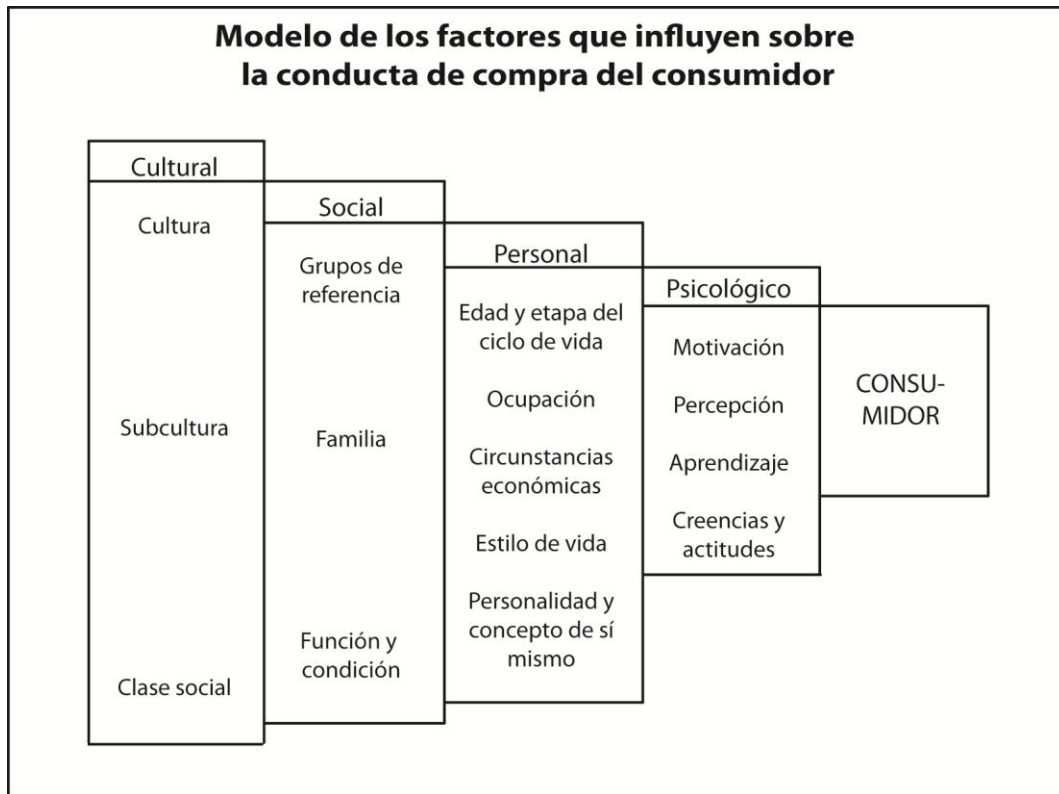 Modelo de los factores que influyen sobre
la conducta de compra del consumidor
Cultural
Cultura
Subcultura
Clase social
Social
Grupos de
referencia
Familia
Función y
condición
Personal
Edad y etapa del
ciclo de vida
Ocupación
Circunstancias
económicas
Estilo de vida
Personalidad y
concepto de sí
mismo
Psicológico
Motivación
Percepción
Aprendizaje
Creencias y
actitudes
CONSU-
MIDOR